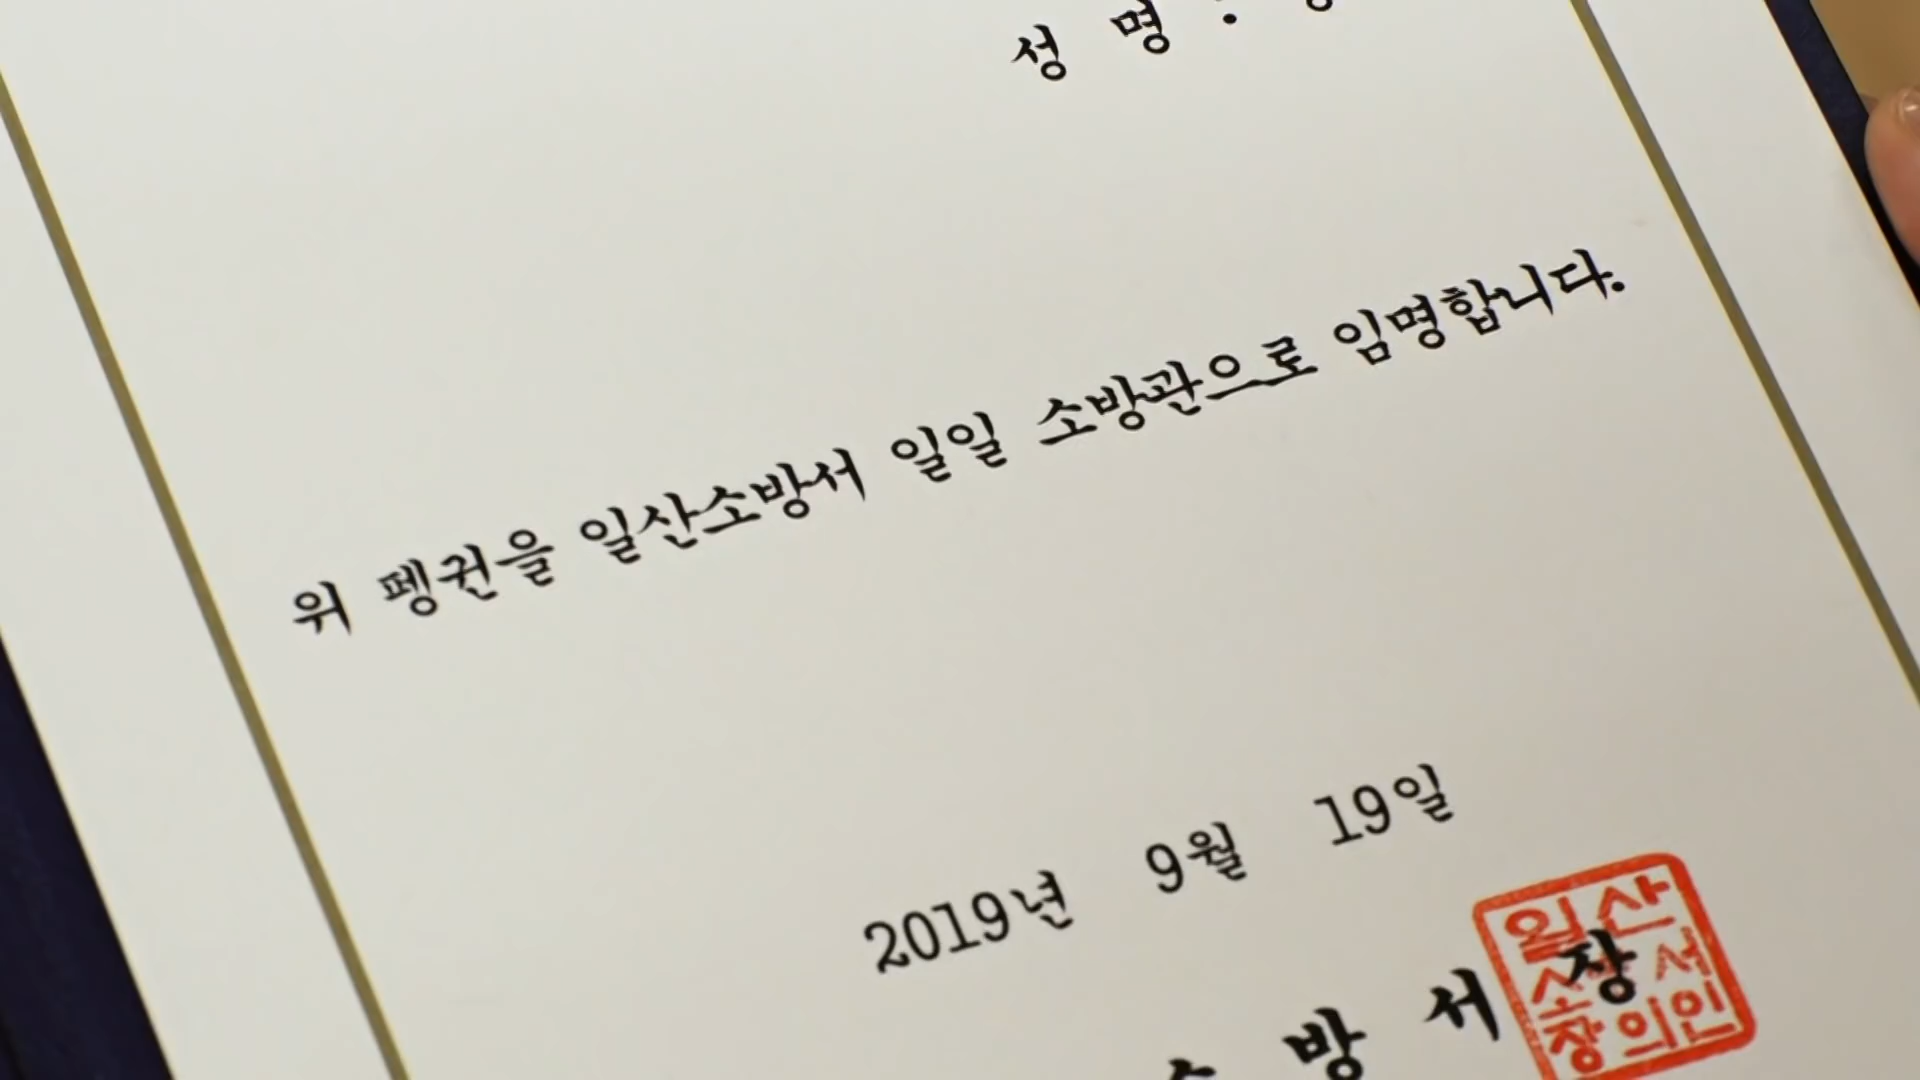 성 명 :
위 펭귄을 일산소방서 일일 소방관으로 임명합니다.
2019년 9월 19일
방 서 장
일산
소방서
장의인